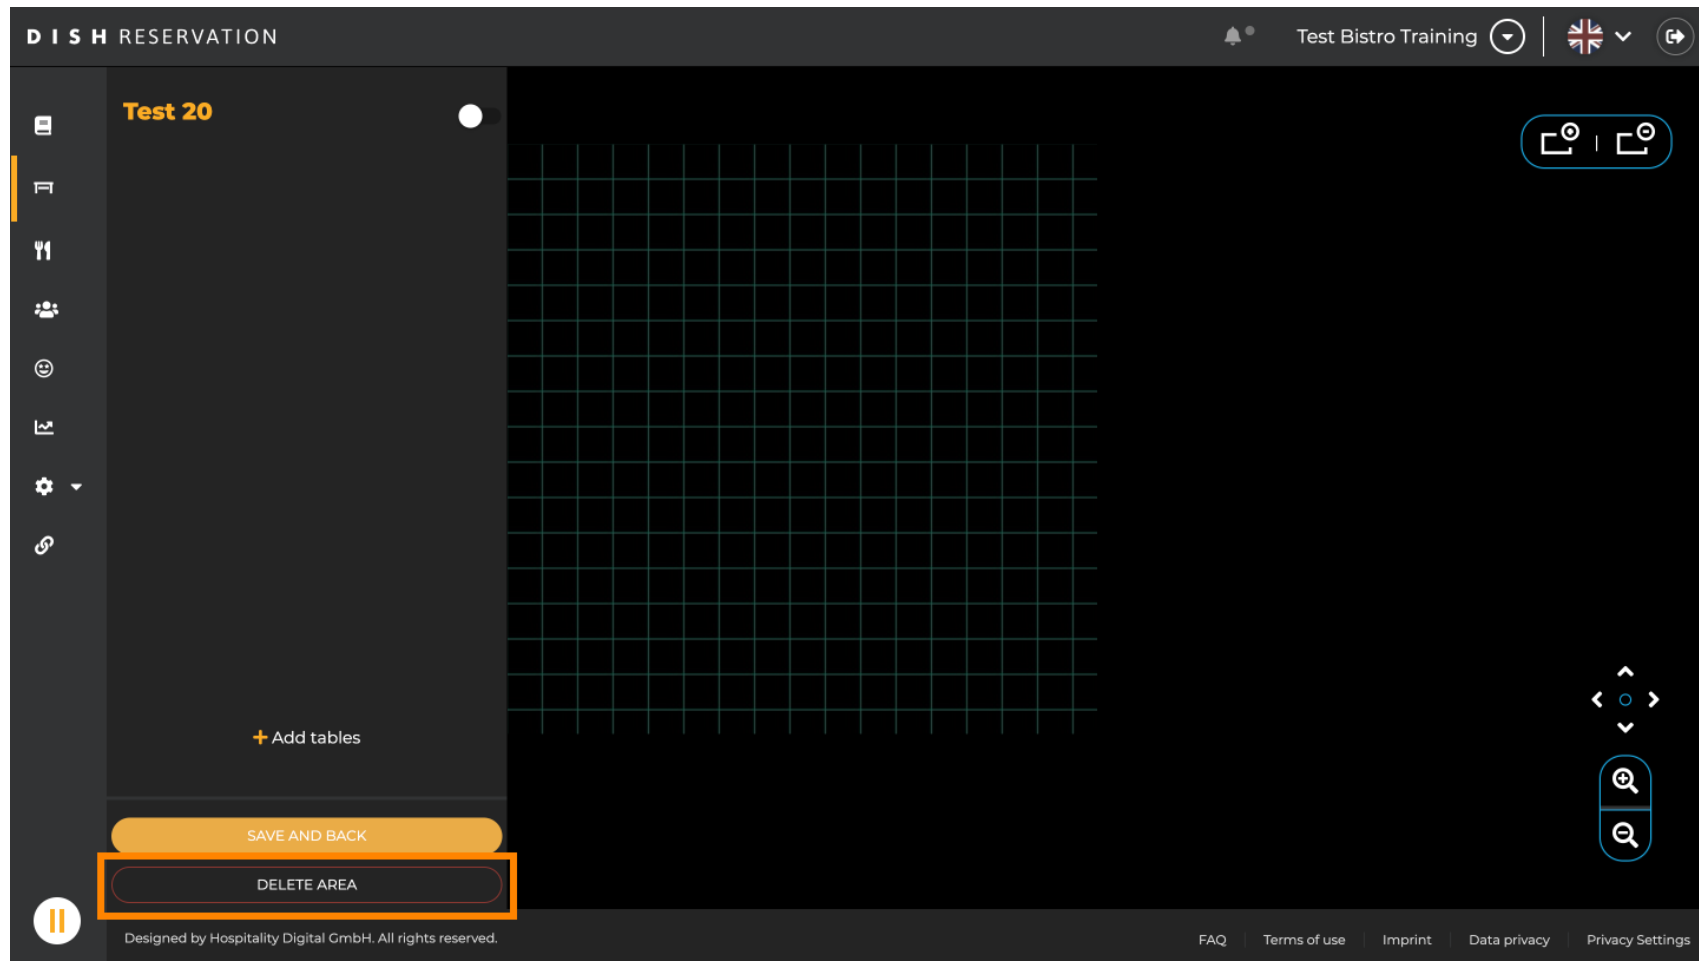 DISH RESERVATION
Test Bistro Training
Test 20
Add tables
SAVE AND BACK
DELETE AREA
Designed by Hospitality Digital GmbH. All rights reserved.
FAQ
Terms of use
Imprint
Data privacy
Privacy Settings